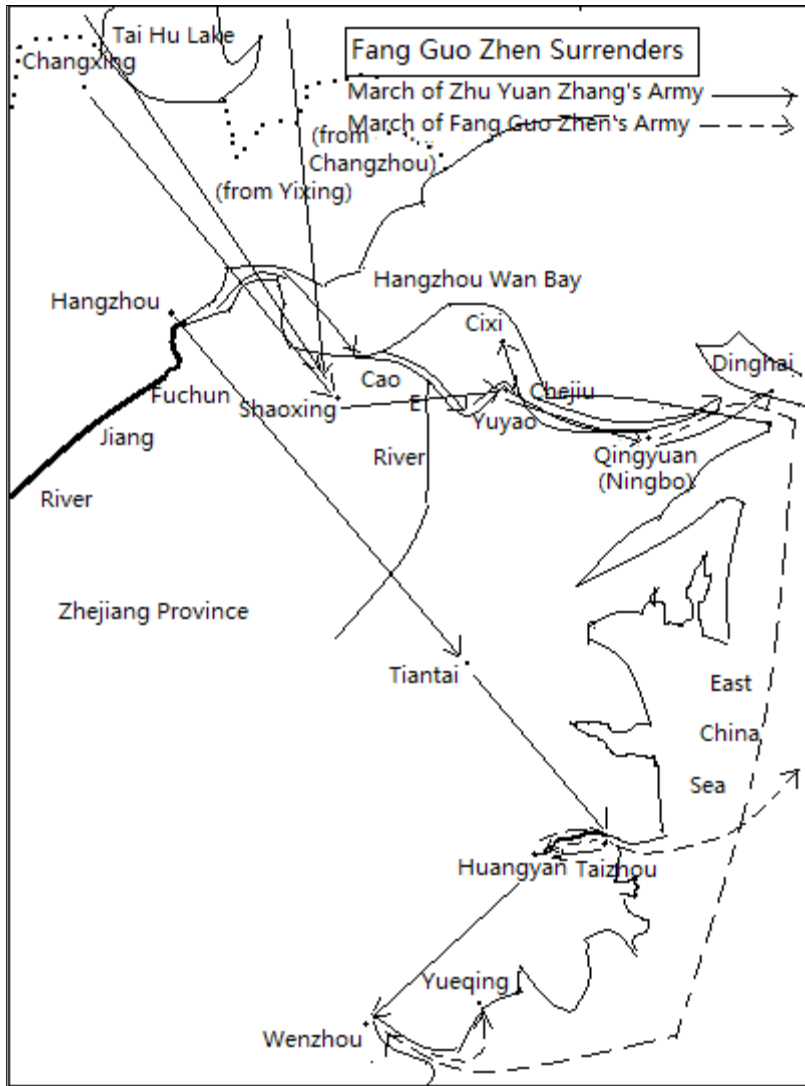 Tai Hu Lake
Changxing
Fang Guo Zhen Surrenders
March of Zhu Yuan Zhang's Army
March of Fang Guo Zhen's Army
(from
Changzhou)
(from Yixing)
Hangzhou Wan Bay
Hangzhou
Cixi
Dinghai
Fuchun
Cao
Chejiu
Shaoxing
E
Yuyao
Jiang
River
Qingyuan
(Ningbo)
River
Zhejiang Province
Tiantai
East
China
Sea
Huangyan
Taizhou
Yueqing
Wenzhou